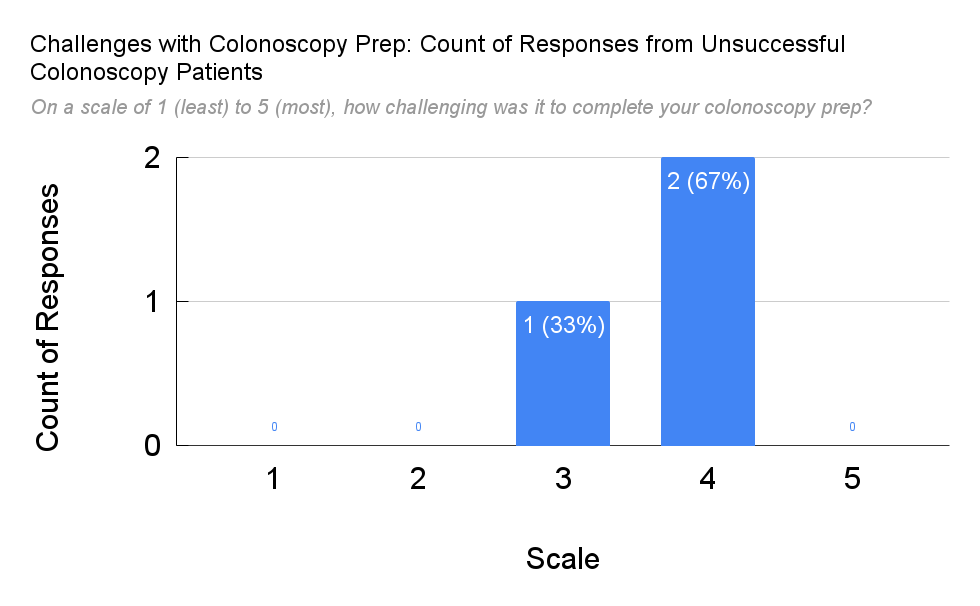 Challenges with Colonoscopy Prep: Count of Responses from Unsuccessful
Colonoscopy Patients
On a scale of 1 (least) to 5 (most), how challenging was it to complete your colonoscopy prep?
Count of Responses
2
1
0
0
0
1 (33%)
2 (67%)
0
1
2
3
4
5
Scale